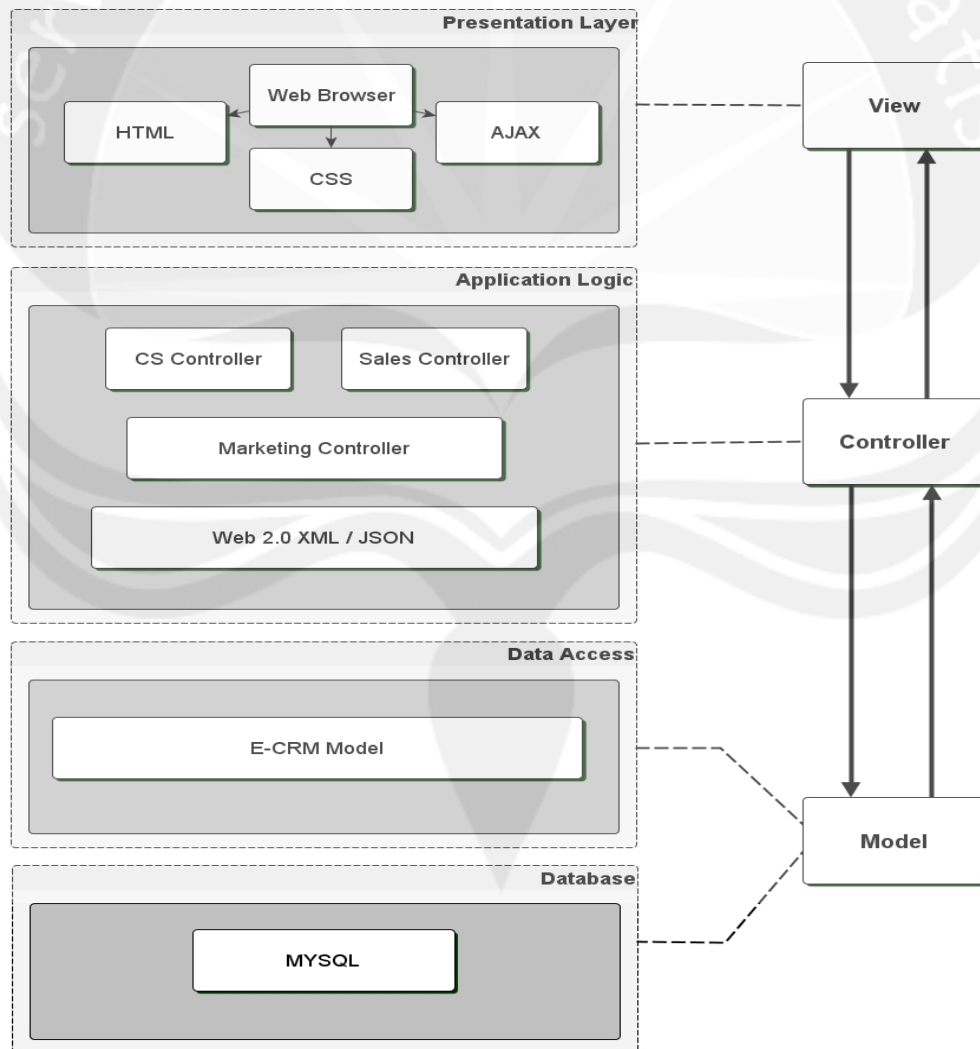 Presentation Layer
Web Browser
HTML
AJAX
CSS
View
Application Logic
CS Controller
Sales Controller
Marketing Controller
Web 2.0 XML / JSON
Controller
Data Access
E-CRM Model
Model
Database
MYSQL